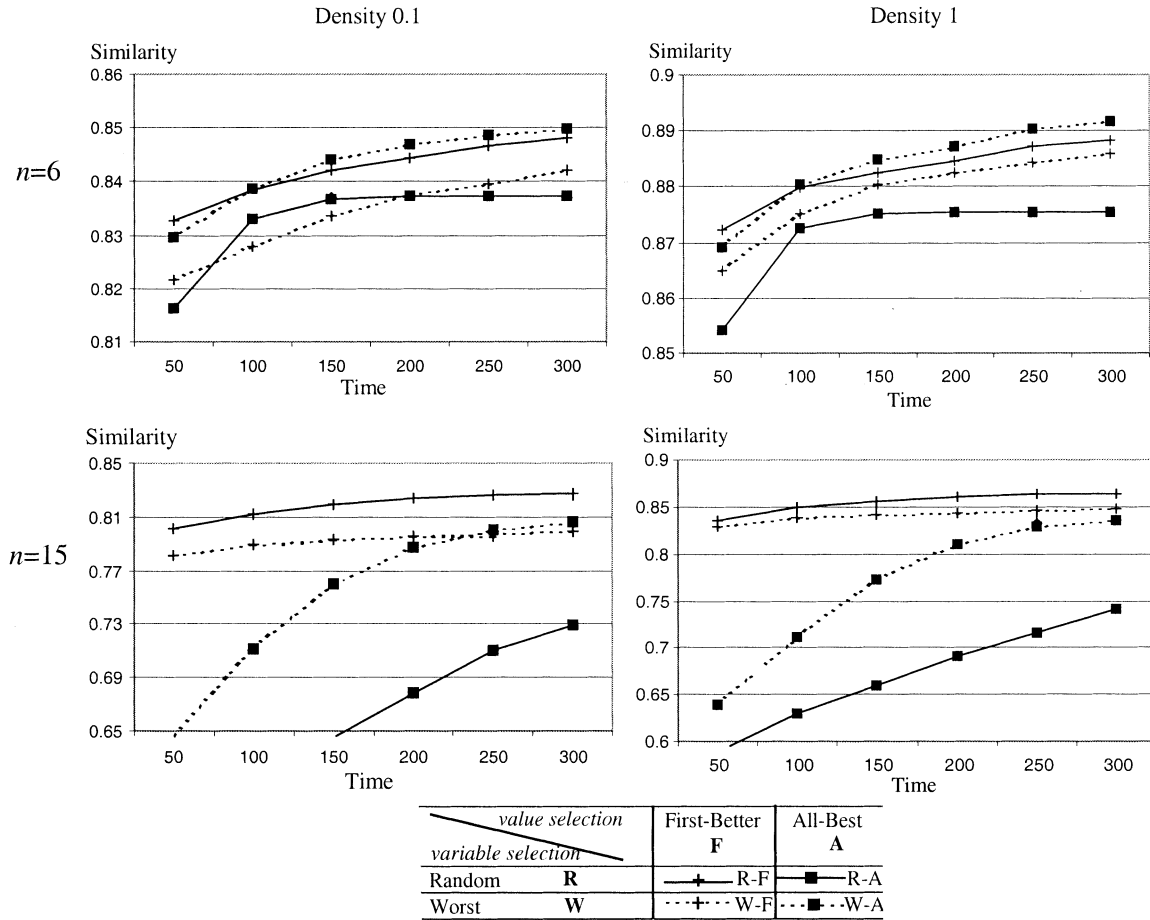 Density 0.1
Density 1
Similarity
0.86
0.85
0.84
0.83
0.82
0.81
50 100 150 200 250 300
Time
n=6
Similarity
0.9
0.89
0.88
0.87
0.86
0.85
50 100 150 200 250 300
Time
Similarity
0.85
0.81
0.77
0.73
0.69
0.65
50 100 150 200 250 300
Time
n=15
Similarity
0.9
0.85
0.8
0.75
0.7
0.65
0.6
50 100 150 200 250 300
Time
value selection
variable selection
First-Better
F
All-Best
A
Random R R-F R-A
Worst W W-F W-A